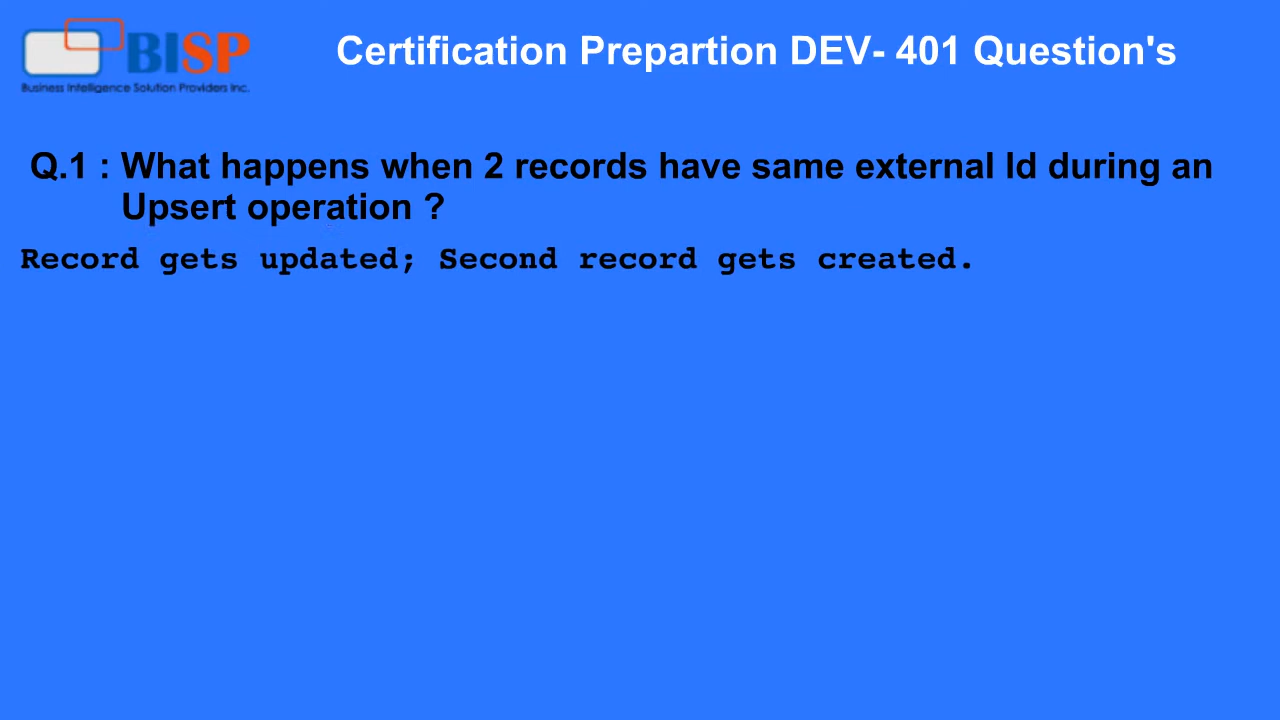 BISP
Business Intelligence Solution Providers Inc.
Certification Prepartion DEV- 401 Question's
Q.1 : What happens when 2 records have same external Id during an
Upsert operation ?
Record gets updated; Second record gets created.